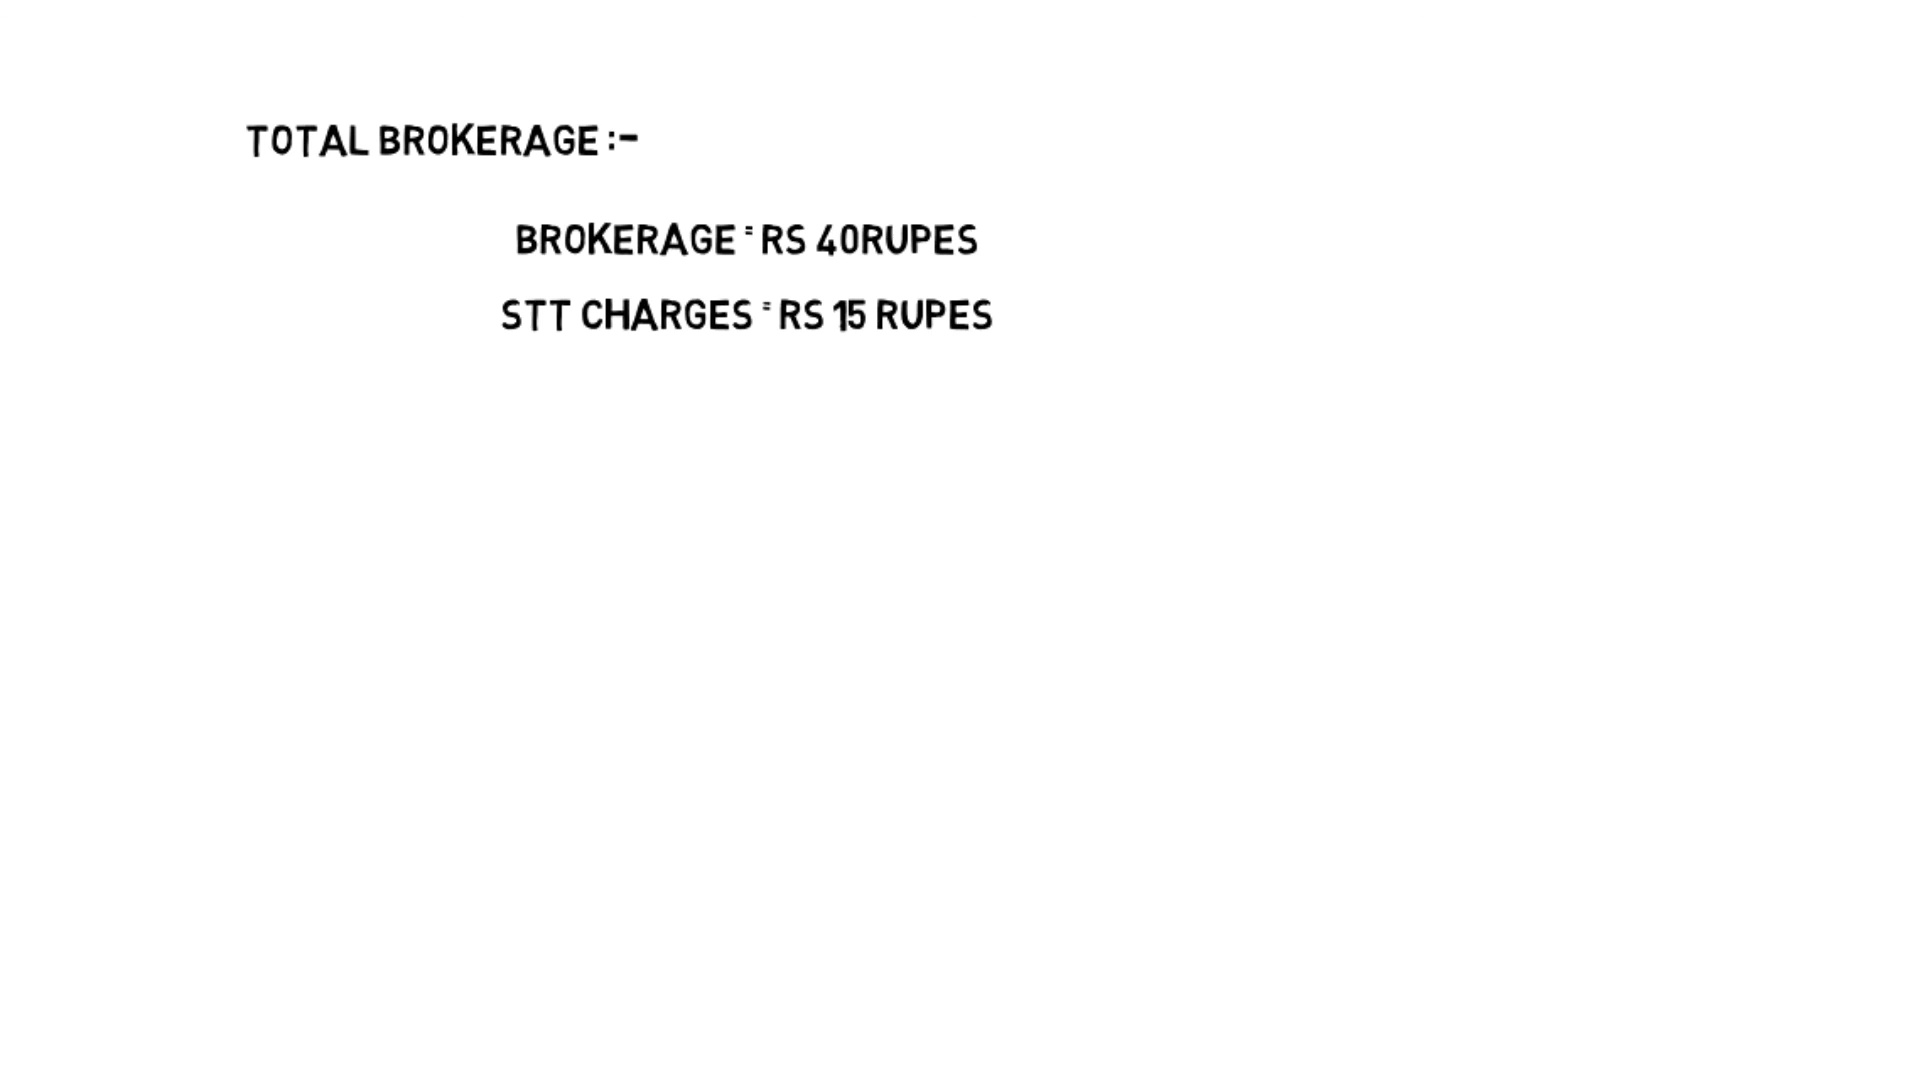 TOTAL BROKERAGE :-
BROKERAGE = RS 40RUPES
STT CHARGES = RS 15 RUPES